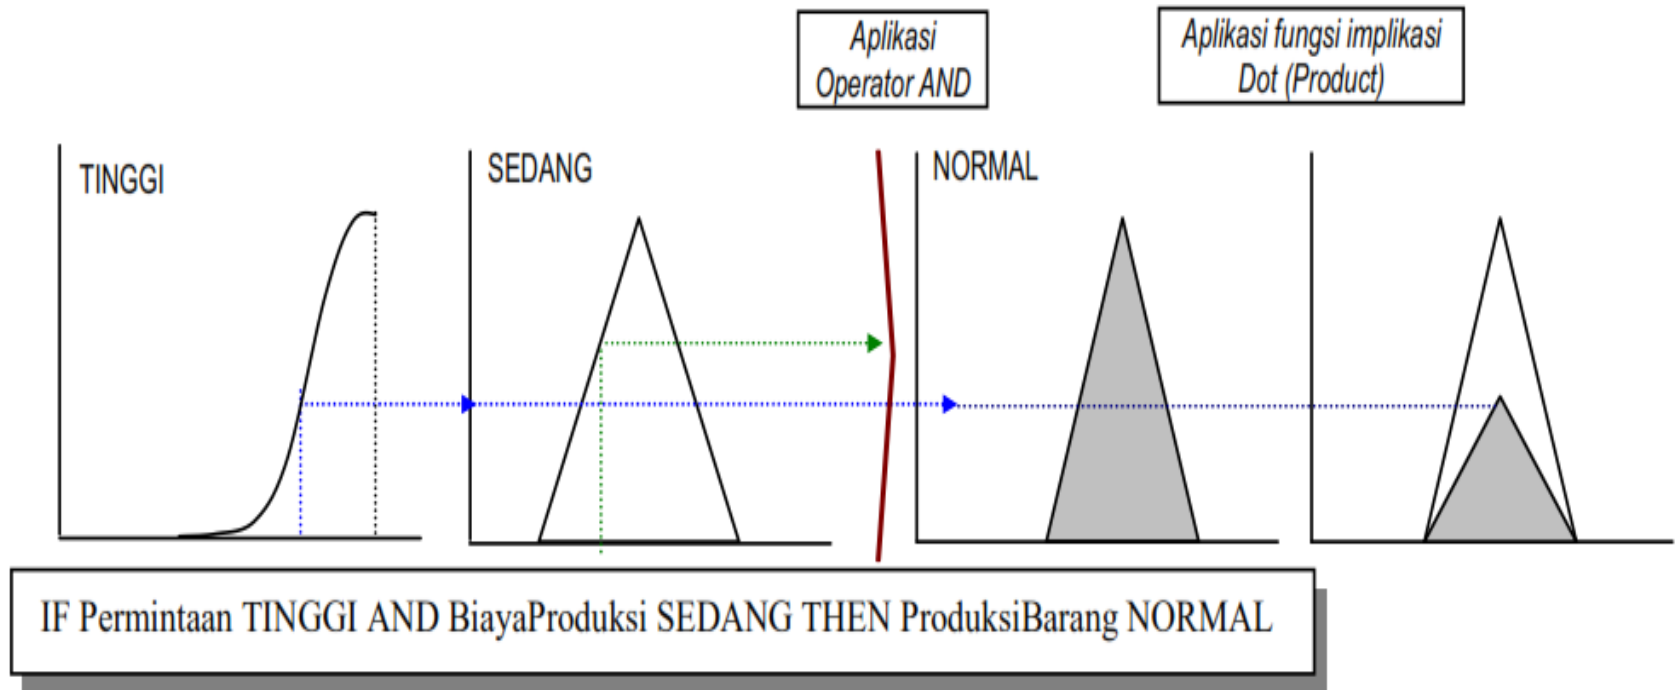 Aplikasi
Operator AND
Aplikasi fungsi implikasi
Dot (Product)
TINGGI
SEDANG
NORMAL
IF Permintaan TINGGI AND BiayaProduksi SEDANG THEN ProduksiBarang NORMAL